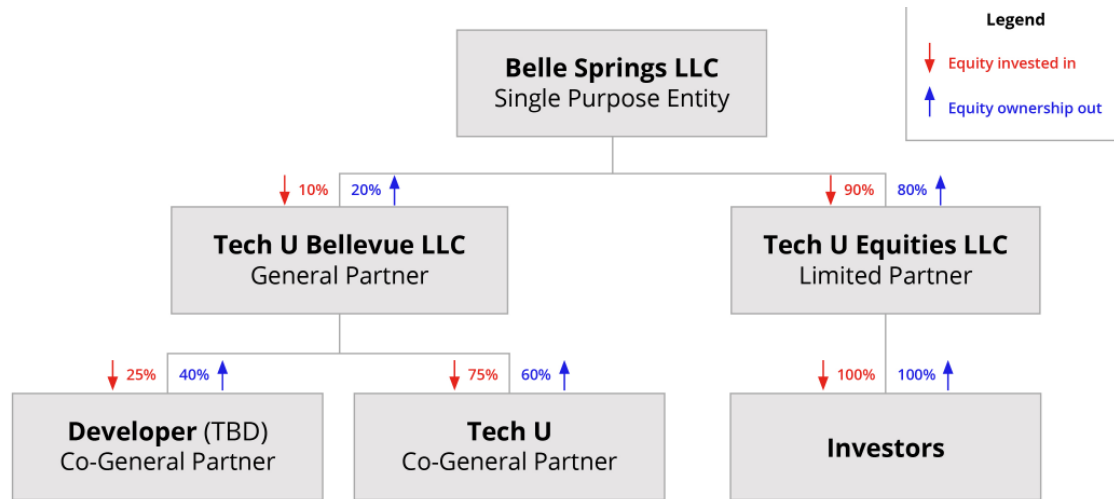 Legend
Equity invested in
Equity ownership out
Belle Springs LLC
Single Purpose Entity
10% 20%
90% 80%
Tech U Bellevue LLC
General Partner
Tech U Equities LLC
Limited Partner
25% 40%
75% 60%
100% 100%
Developer (TBD)
Co-General Partner
Tech U
Co-General Partner
Investors